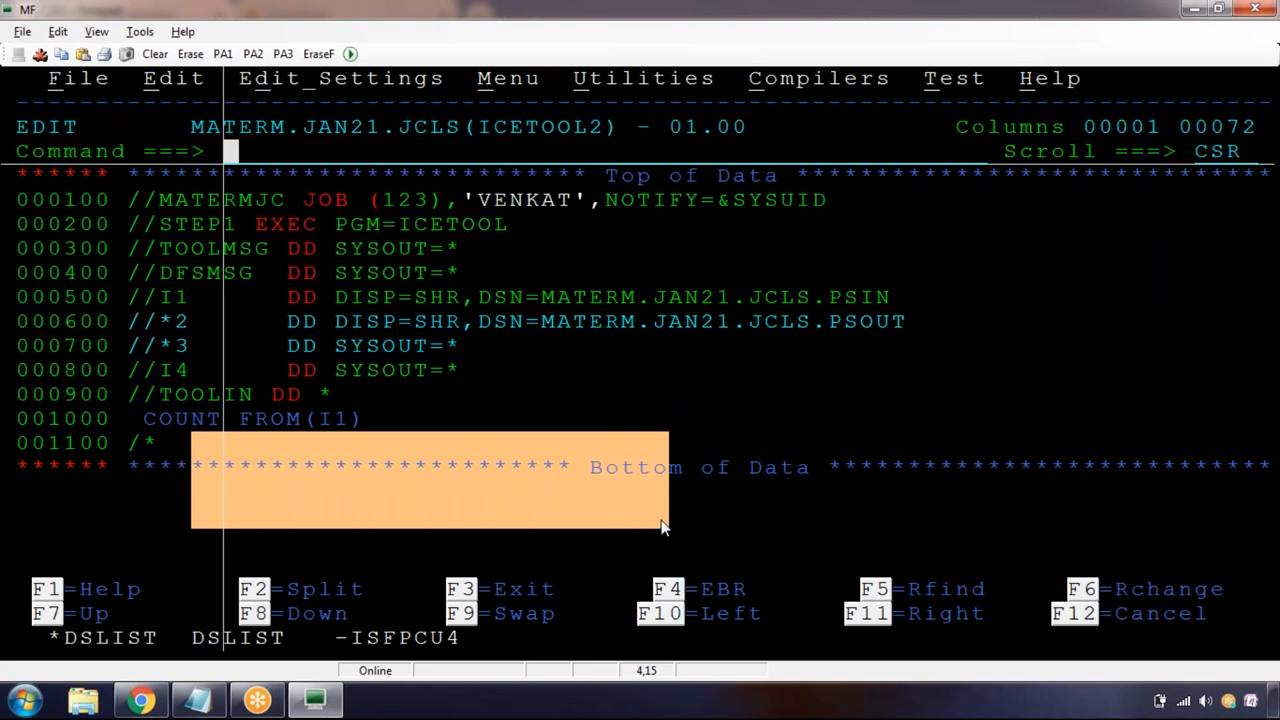 MF
File Edit View Tools Help
Clear Erase PA1 PA2 PA3 EraseF
File Edit Edit_Settings Menu Utilities Compilers Test Help
EDIT MATERM.JAN21.JCLS(ICETOOL2) - 01.00 Columns 00001 00072
Command ===> Scroll ===> CSR
****** ***************************** Top of Data ******************************
000100 //MATERMJC JOB (123),'VENKAT',NOTIFY=&SYSUID
000200 //STEP1 EXEC PGM=ICETOOL
000300 //TOOLMSG DD SYSOUT=*
000400 //DFSMSG DD SYSOUT=*
000500 //I1 DD DISP=SHR,DSN=MATERM.JAN21.JCLS.PSIN
000600 //*2 DD DISP=SHR,DSN=MATERM.JAN21.JCLS.PSOUT
000700 //*3 DD SYSOUT=*
000800 //I4 DD SYSOUT=*
000900 //TOOLIN DD *
001000 COUNT FROM(I1)
001100 /*
****** **************************** Bottom of Data ****************************
F1=Help F2=Split F3=Exit F4=EBR F5=Rfind F6=Rchange
F7=Up F8=Down F9=Swap F10=Left F11=Right F12=Cancel
*DSLIST DSLIST -ISFPCU4
Online 4,15